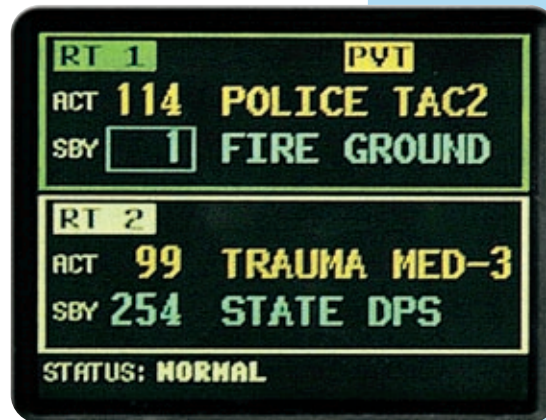 RT 1 PVT
ACT 114 POLICE TAC2
SBY 1 FIRE GROUND
RT 2
ACT 99 TRAUMA MED-3
SBY 254 STATE DPS
STATUS: NORMAL